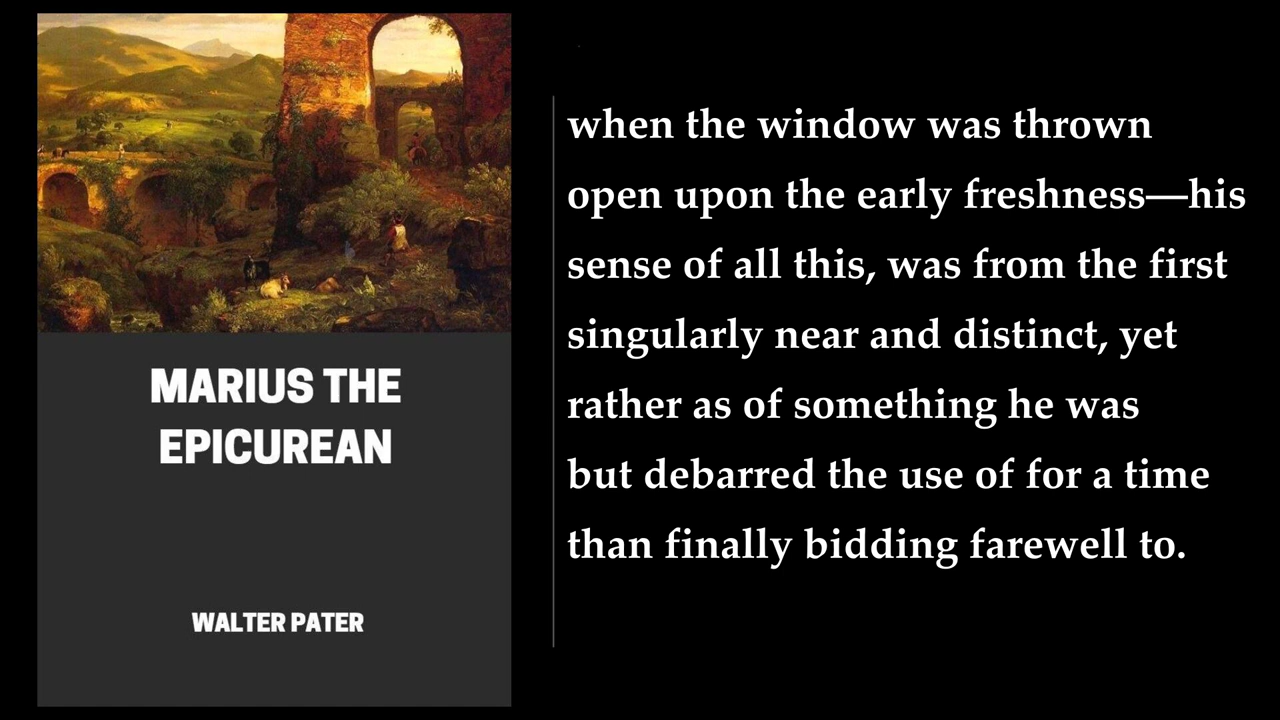 MARIUS THE
EPICUREAN
WALTER PATER
when the window was thrown
open upon the early freshness—his
sense of all this, was from the first
singularly near and distinct, yet
rather as of something he was
but debarred the use of for a time
than finally bidding farewell to.